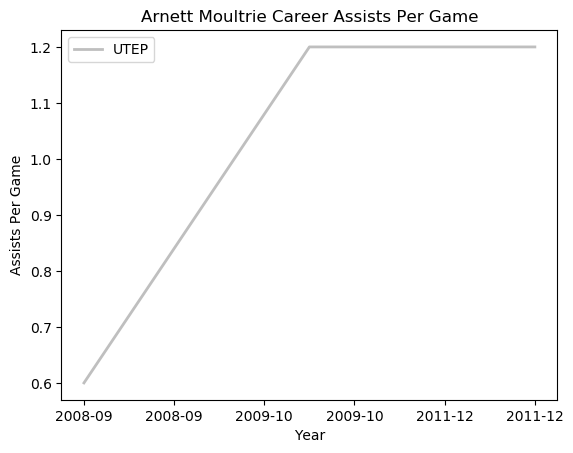 Arnett Moultrie Career Assists Per Game
UTEP
1.2
1.1
1.0
0.9
0.8
0.7
0.6
Assists Per Game
2008-09 2008-09 2009-10 2009-10 2011-12 2011-12
Year